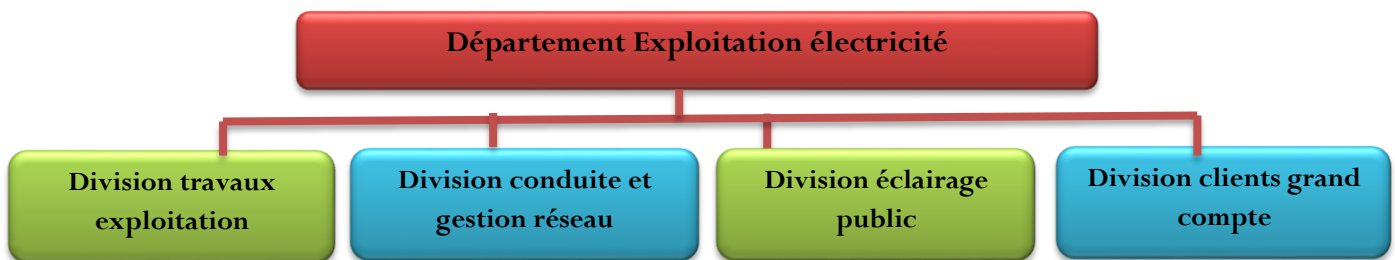 Département Exploitation électricité
Division travaux
exploitation
Division conduite et
gestion réseau
Division éclairage
public
Division clients grand
compte